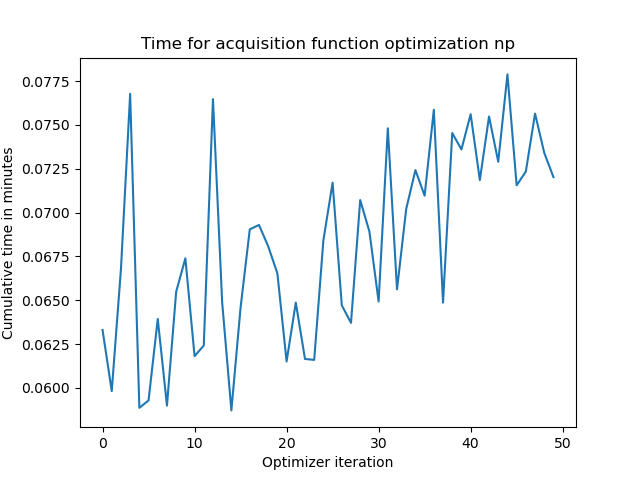 Time for acquisition function optimization np
Cumulative time in minutes
0.0775
0.0750
0.0725
0.0700
0.0675
0.0650
0.0625
0.0600
0 10 20 30 40 50
Optimizer iteration